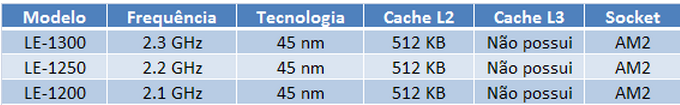 Modelo Frequência Tecnologia Cache L2 Cache L3 Socket
LE-1300 2.3 GHz 45 nm 512 KB Não possui AM2
LE-1250 2.2 GHz 45 nm 512 KB Não possui AM2
LE-1200 2.1 GHz 45 nm 512 KB Não possui AM2